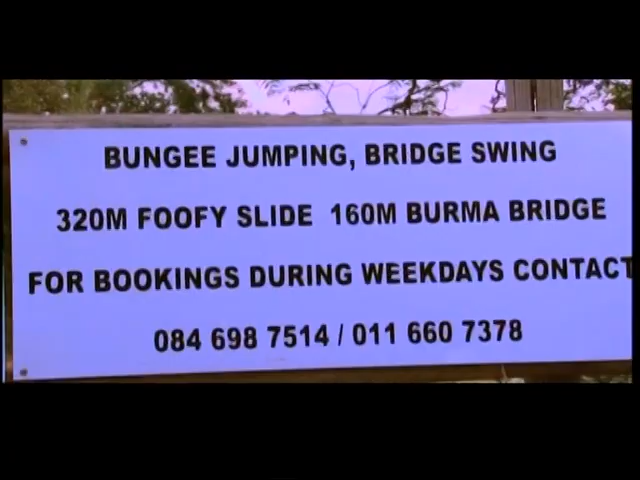 BUNGEE JUMPING, BRIDGE SWING
320M FOOFY SLIDE 160M BURMA BRIDGE
FOR BOOKINGS DURING WEEKDAYS CONTACT
084 698 7514 / 011 660 7378